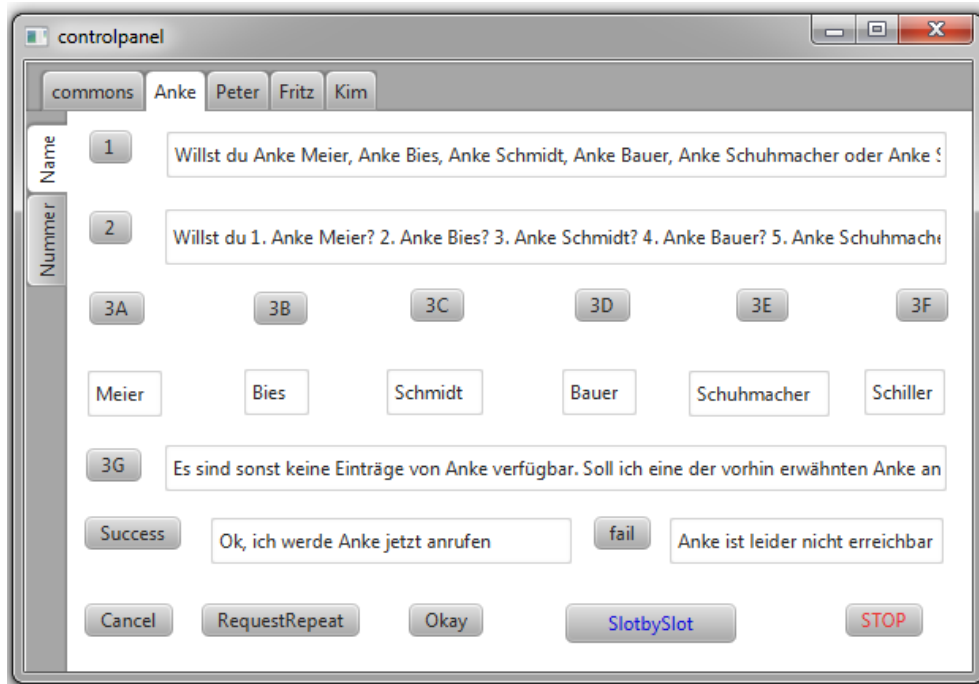 controlpanel
commons Anke Peter Fritz Kim
Name
Nummer
1 Willst du Anke Meier, Anke Bies, Anke Schmidt, Anke Bauer, Anke Schuhmacher oder Anke
2 Willst du 1. Anke Meier? 2. Anke Bies? 3. Anke Schmidt? 4. Anke Bauer? 5. Anke Schuhmache
3A 3B 3C 3D 3E 3F
Meier Bies Schmidt Bauer Schuhmacher Schiller
3G Es sind sonst keine Einträge von Anke verfügbar. Soll ich eine der vorhin erwähnten Anke an
Success Ok, ich werde Anke jetzt anrufen fail Anke ist leider nicht erreichbar
Cancel RequestRepeat Okay SlotbySlot STOP